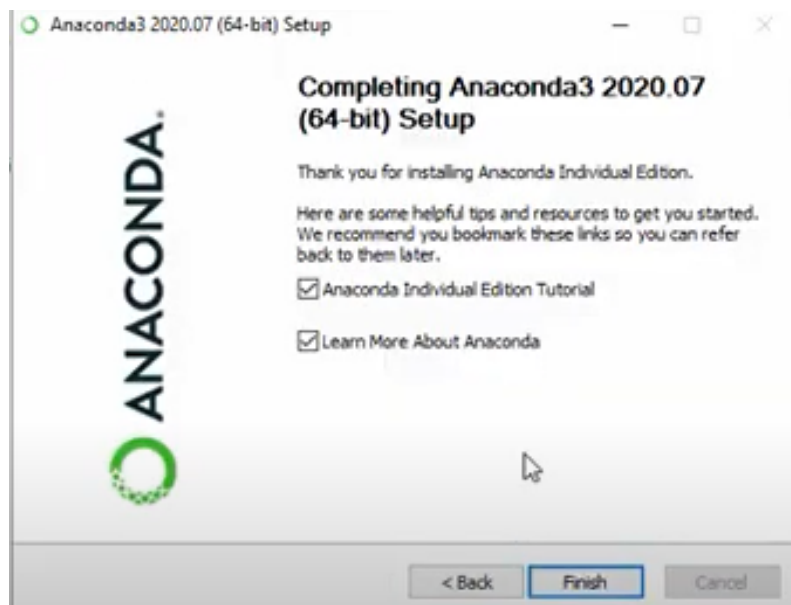 Anaconda3 2020.07 (64-bit) Setup
Completing Anaconda3 2020.07
(64-bit) Setup
Thank you for installing Anaconda Individual Edition.
Here are some helpful tips and resources to get you started.
We recommend you bookmark these links so you can refer
back to them later.
Anaconda Individual Edition Tutorial
Learn More About Anaconda
ANACONDA.
< Back
Finish
Cancel